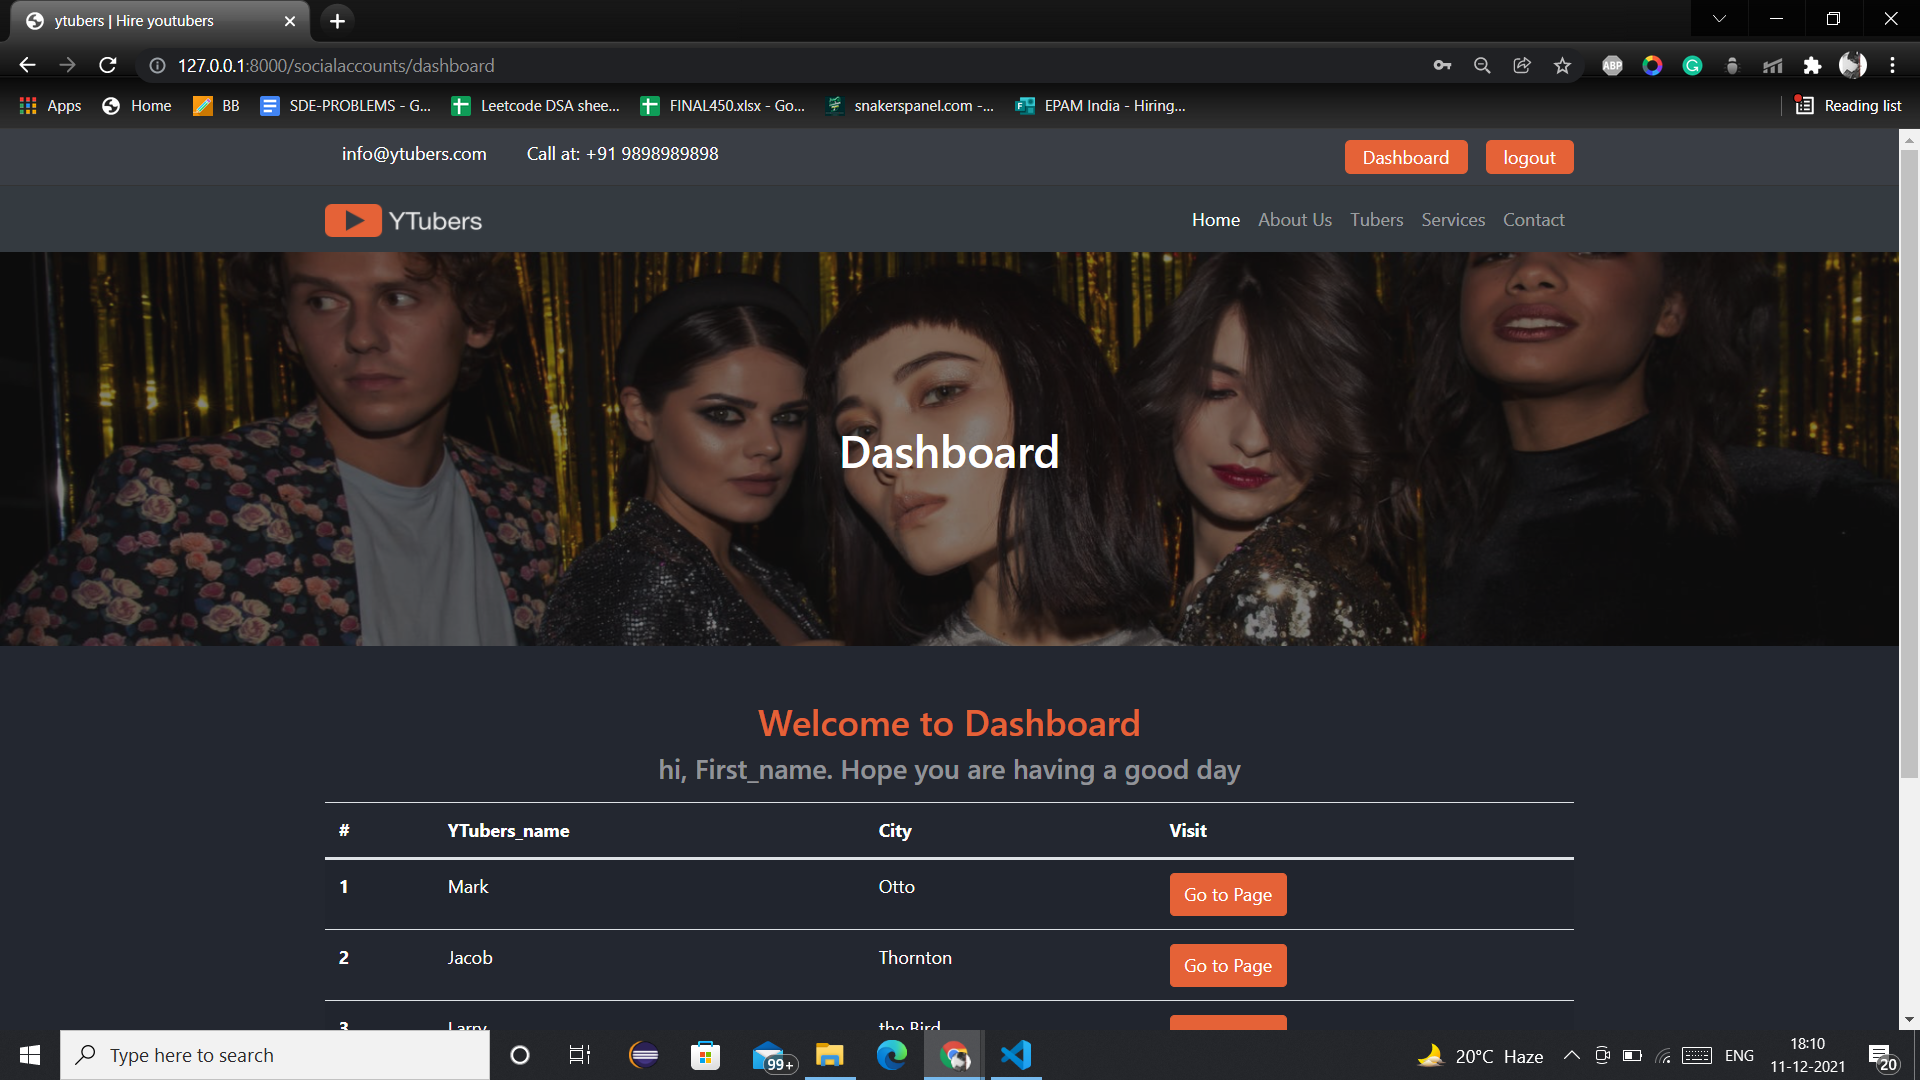 ytubers | Hire youtubers
127.0.0.1:8000/socialaccounts/dashboard
ABP
Apps Home BB SDE-PROBLEMS - G... Leetcode DSA shee... FINAL450.xlsx - Go... snakerspanel.com -... EPAM India - Hiring... Reading list
info@ytubers.com Call at: +91 9898989898 Dashboard logout
YTubers Home About Us Tubers Services Contact
Dashboard
Welcome to Dashboard
hi, First_name. Hope you are having a good day
# YTubers_name City Visit
1 Mark Otto Go to Page
2 Jacob Thornton Go to Page
3 Larry the Bird
Type here to search 99+ 20°C Haze ENG 18:10
11-12-2021 20